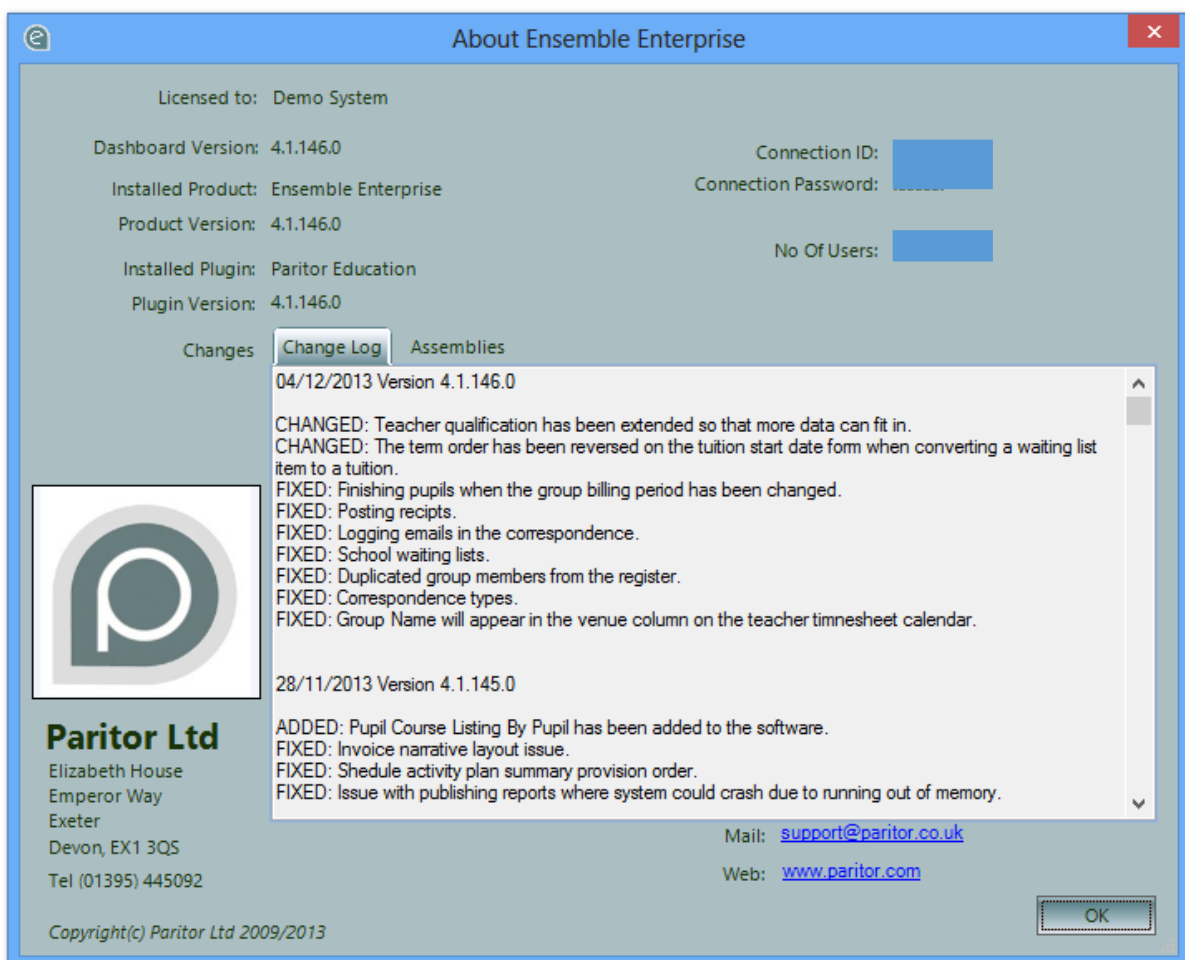 About Ensemble Enterprise
Licensed to: Demo System
Dashboard Version: 4.1.146.0
Connection ID:
Installed Product: Ensemble Enterprise
Connection Password:
Product Version: 4.1.146.0
No Of Users:
Installed Plugin: Paritor Education
Plugin Version: 4.1.146.0
Changes
Change Log
Assemblies
04/12/2013 Version 4.1.146.0
CHANGED: Teacher qualification has been extended so that more data can fit in.
CHANGED: The term order has been reversed on the tuition start date form when converting a waiting list
item to a tuition.
FIXED: Finishing pupils when the group billing period has been changed.
FIXED: Posting recipts.
FIXED: Logging emails in the correspondence.
FIXED: School waiting lists.
FIXED: Duplicated group members from the register.
FIXED: Correspondence types.
FIXED: Group Name will appear in the venue column on the teacher timnesheet calendar.
28/11/2013 Version 4.1.145.0
ADDED: Pupil Course Listing By Pupil has been added to the software.
FIXED: Invoice narrative layout issue.
FIXED: Shedule activity plan summary provision order.
FIXED: Issue with publishing reports where system could crash due to running out of memory.
Paritor Ltd
Elizabeth House
Emperor Way
Exeter
Devon, EX1 3QS
Tel (01395) 445092
Mail: support@paritor.co.uk
Web: www.paritor.com
OK
Copyright(c) Paritor Ltd 2009/2013